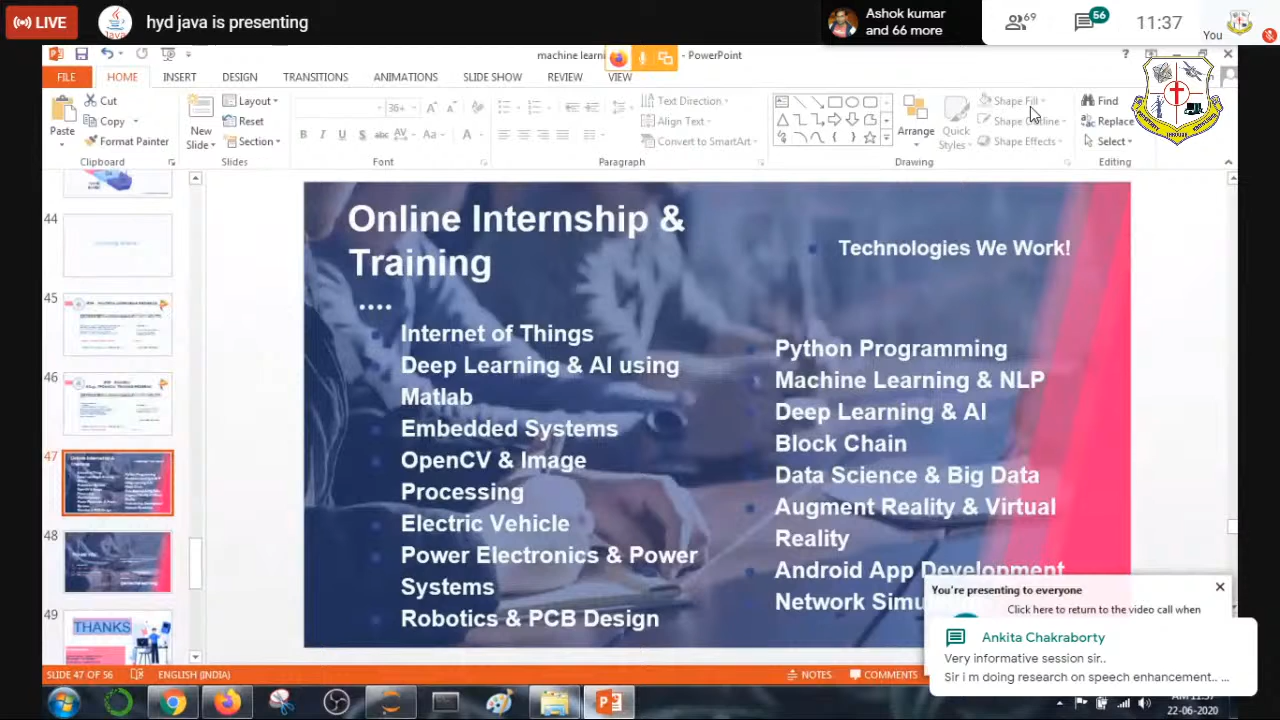 LIVE
hyd java is presenting
Ashok kumar
and 66 more
69
56
11:37
You
machine learni
- PowerPoint
FILE
HOME
INSERT
DESIGN
TRANSITIONS
ANIMATIONS
SLIDE SHOW
REVIEW
VIEW
Paste
Cut
Copy
Format Painter
Clipboard
New
Slide
Layout
Reset
Section
Slides
36
Font
Text Direction
Align Text
Convert to SmartArt
Paragraph
Arrange
Quick
Styles
Shape Fill
Shape Outline
Shape Effects
Drawing
Find
Replace
Select
Editing
44
45
46
47
48
49
THANKS
Online Internship &
Training
....
Internet of Things
Deep Learning & AI using
Matlab
Embedded Systems
OpenCV & Image
Processing
Electric Vehicle
Power Electronics & Power
Systems
Robotics & PCB Design
Technologies We Work!
Python Programming
Machine Learning & NLP
Deep Learning & AI
Block Chain
Data Science & Big Data
Augment Reality & Virtual
Reality
Android App Development
Network Simu
You're presenting to everyone
Click here to return to the video call when
Ankita Chakraborty
Very informative session sir..
Sir i m doing research on speech enhancement.. ...
SLIDE 47 OF 56
ENGLISH (INDIA)
NOTES
COMMENTS
22-06-2020